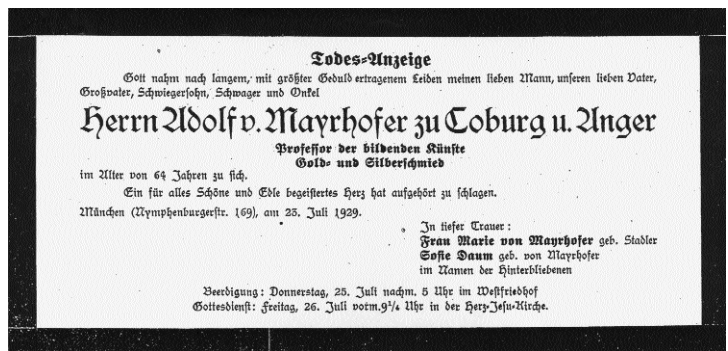 Todes-Anzeige
Gott nahm nach langem, mit größter Geduld ertragenem Leiden meinen lieben Mann, unseren lieben Vater,
Großvater, Schwiegersohn, Schwager und Onkel
Herrn Adolf v. Mayrhofer zu Coburg u. Anger
Professor der bildenden Künste
Gold- und Silberschmied
im Alter von 64 Jahren zu sich.
Ein für alles Schöne und Edle begeistertes Herz hat aufgehört zu schlagen.
München (Nymphenburgerstr. 169), am 23. Juli 1929.
In tiefer Trauer:
Frau Marie von Mayrhofer geb. Stadler
Sofie Daum geb. von Mayrhofer
im Namen der Hinterbliebenen
Beerdigung: Donnerstag, 25. Juli nachm. 5 Uhr im Westfriedhof
Gottesdienst: Freitag, 26. Juli vorm. 9¼ Uhr in der Herz-Jesu-Kirche.